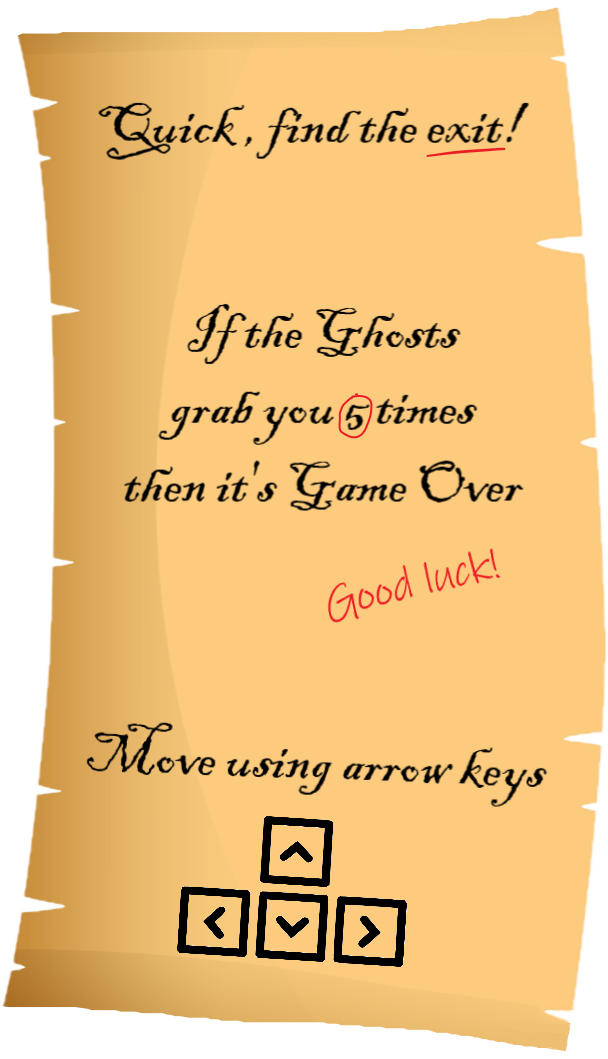 Quick, find the exit!
If the Ghosts
grab you 5 times
then it's Game Over
Good luck!
Move using arrow keys